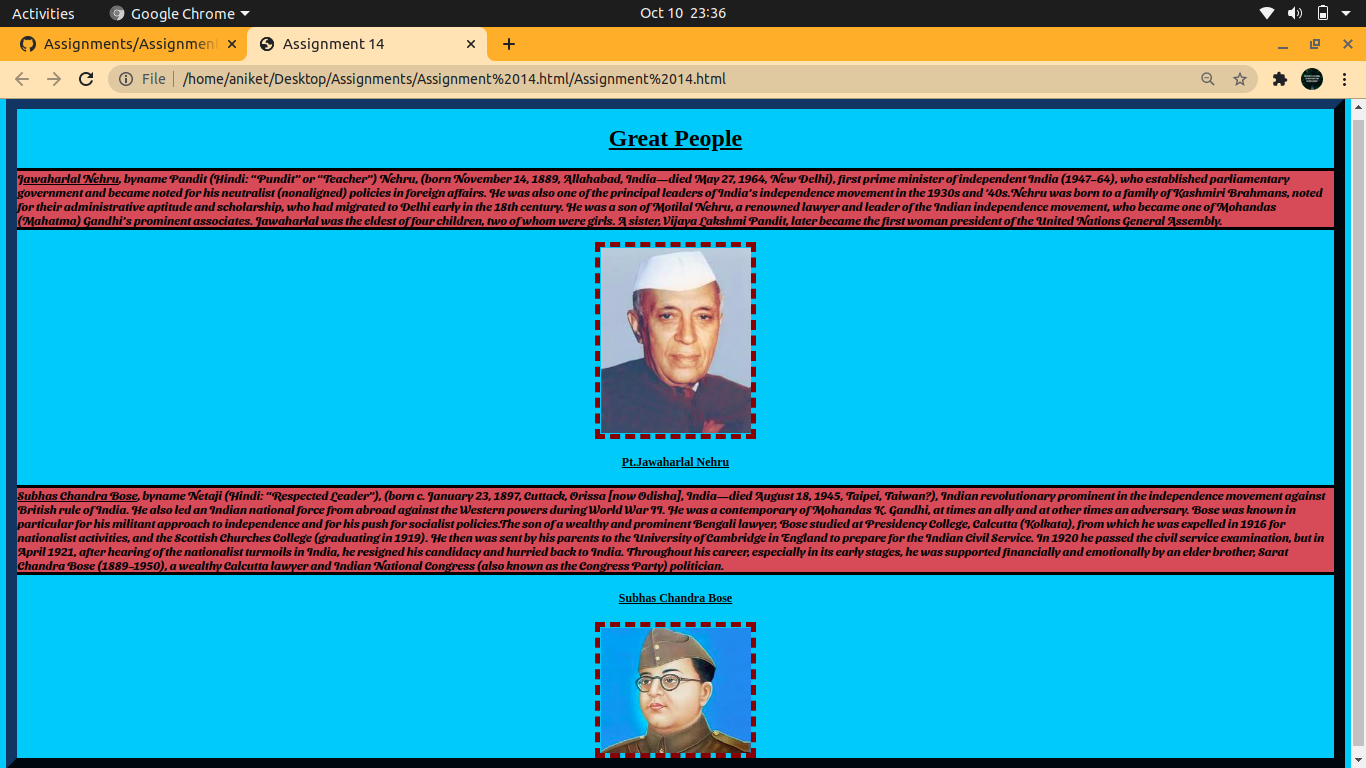 Activities Google Chrome Oct 10 23:36
Assignments/Assignmen Assignment 14
File /home/aniket/Desktop/Assignments/Assignment%2014.html/Assignment%2014.html
Great People
Jawaharlal Nehru, byname Pandit (Hindi: “Pundit” or “Teacher”) Nehru, (born November 14, 1889, Allahabad, India—died May 27, 1964, New Delhi), first prime minister of independent India (1947–64), who established parliamentary
government and became noted for his neutralist (nonaligned) policies in foreign affairs. He was also one of the principal leaders of India’s independence movement in the 1930s and ’40s.Nehru was born to a family of Kashmiri Brahmans, noted
for their administrative aptitude and scholarship, who had migrated to Delhi early in the 18th century. He was a son of Motilal Nehru, a renowned lawyer and leader of the Indian independence movement, who became one of Mohandas
(Mahatma) Gandhi’s prominent associates. Jawaharlal was the eldest of four children, two of whom were girls. A sister, Vijaya Lakshmi Pandit, later became the first woman president of the United Nations General Assembly.
Pt.Jawaharlal Nehru
Subhas Chandra Bose, byname Netaji (Hindi: “Respected Leader”), (born c. January 23, 1897, Cuttack, Orissa [now Odisha], India—died August 18, 1945, Taipei, Taiwan?), Indian revolutionary prominent in the independence movement against
British rule of India. He also led an Indian national force from abroad against the Western powers during World War II. He was a contemporary of Mohandas K. Gandhi, at times an ally and at other times an adversary. Bose was known in
particular for his militant approach to independence and for his push for socialist policies.The son of a wealthy and prominent Bengali lawyer, Bose studied at Presidency College, Calcutta (Kolkata), from which he was expelled in 1916 for
nationalist activities, and the Scottish Churches College (graduating in 1919). He then was sent by his parents to the University of Cambridge in England to prepare for the Indian Civil Service. In 1920 he passed the civil service examination, but in
April 1921, after hearing of the nationalist turmoils in India, he resigned his candidacy and hurried back to India. Throughout his career, especially in its early stages, he was supported financially and emotionally by an elder brother, Sarat
Chandra Bose (1889–1950), a wealthy Calcutta lawyer and Indian National Congress (also known as the Congress Party) politician.
Subhas Chandra Bose